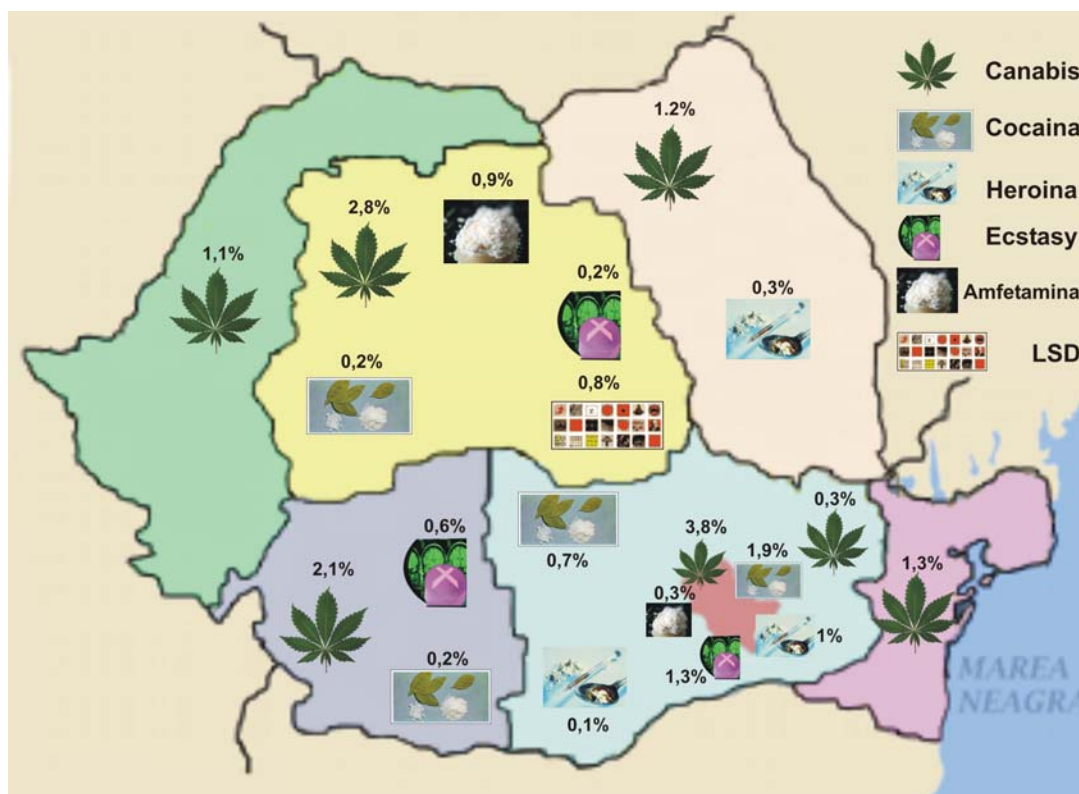 Canabis
Cocaina
Heroina
Ecstasy
Amfetamina
LSD
1.2%
0,9%
2,8%
1,1%
0,2%
0,3%
0,2%
0,8%
0,3%
0,6%
3,8%
0,7%
1,9%
2,1%
1,3%
0,3%
1%
0,2%
1,3%
0,1%
MAREA
NEAGRA